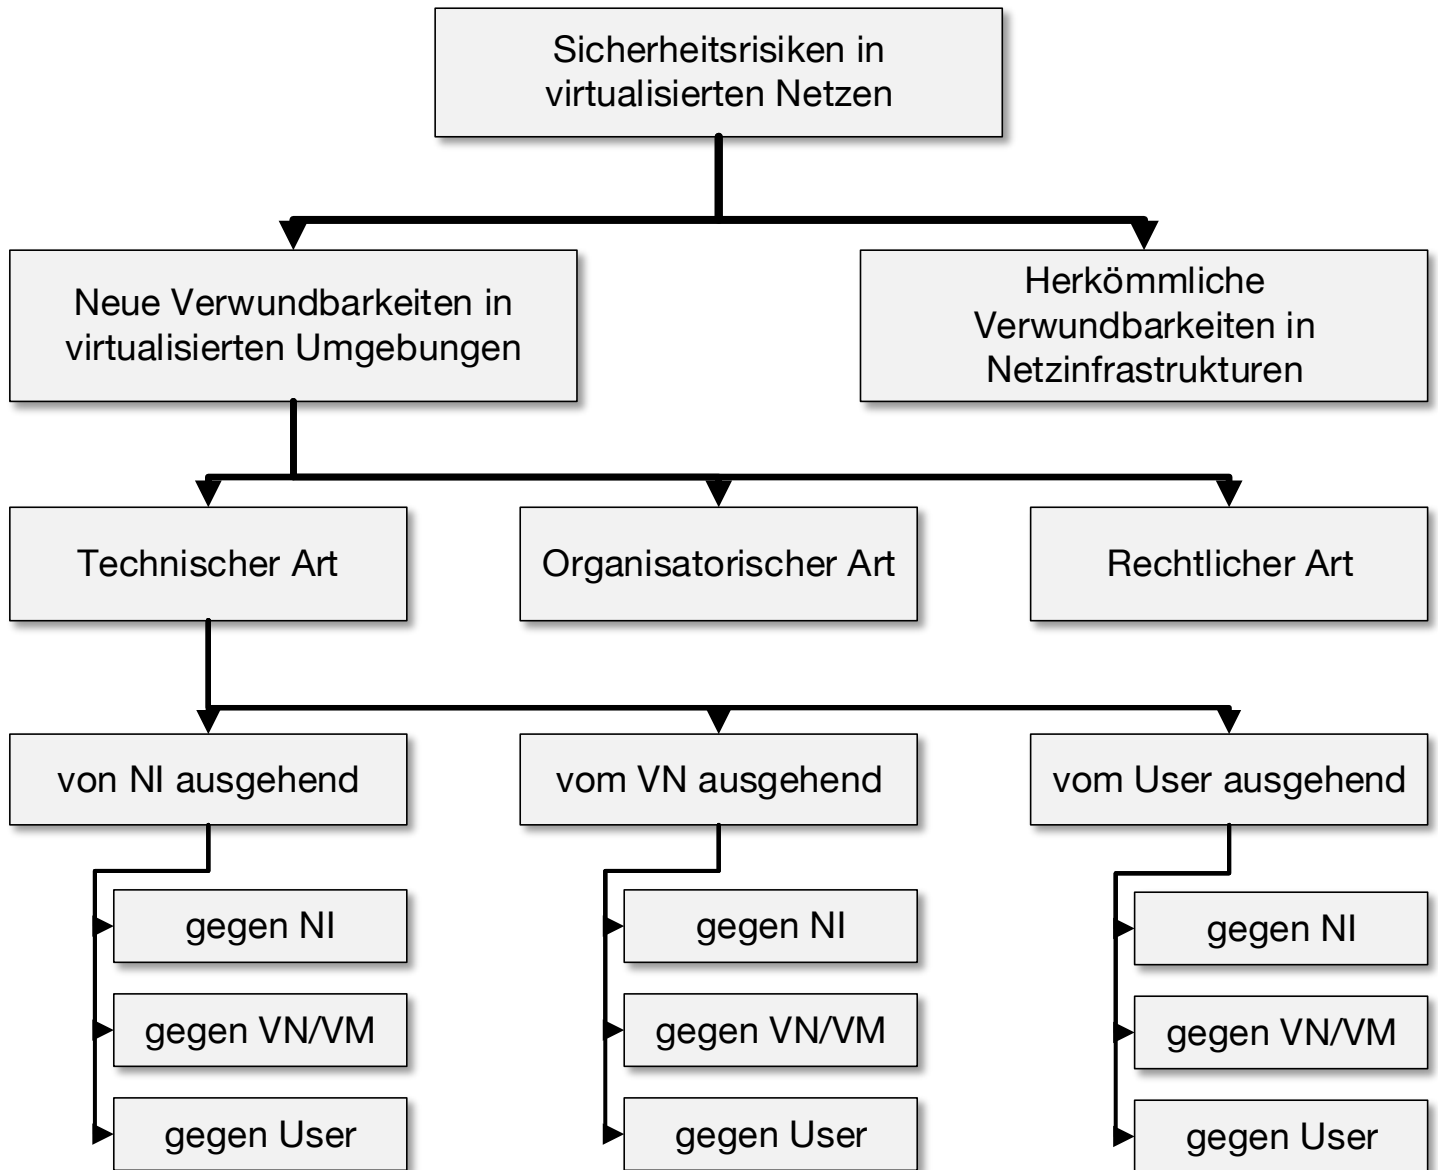 Sicherheitsrisiken in
virtualisierten Netzen
Neue Verwundbarkeiten in
virtualisierten Umgebungen
Herkömmliche
Verwundbarkeiten in
Netzinfrastrukturen
Technischer Art
Organisatorischer Art
Rechtlicher Art
von NI ausgehend
vom VN ausgehend
vom User ausgehend
gegen NI
gegen VN/VM
gegen User
gegen NI
gegen VN/VM
gegen User
gegen NI
gegen VN/VM
gegen User